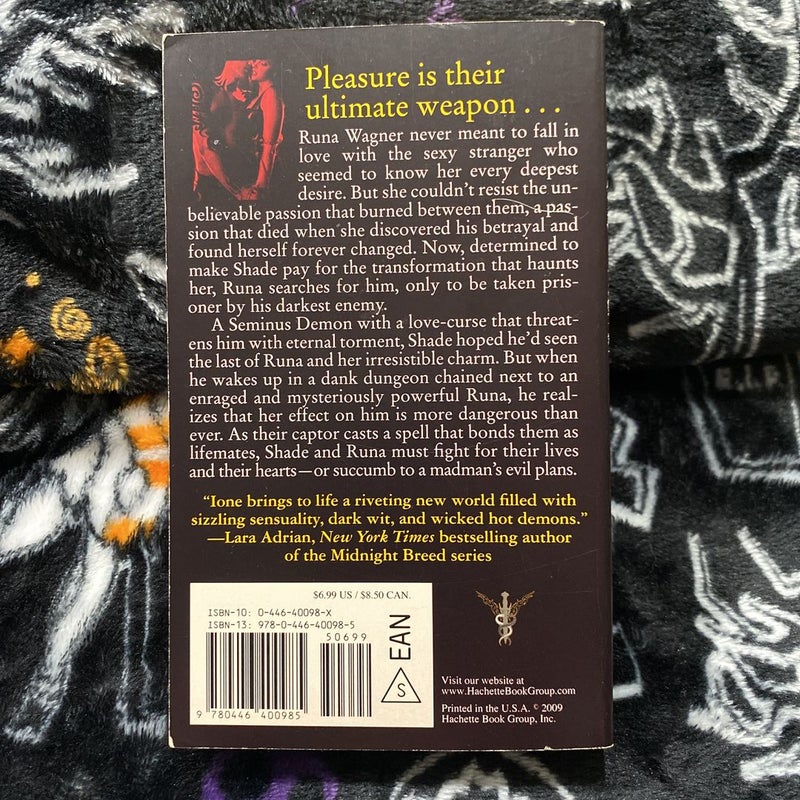 Pleasure is their
ultimate weapon . . .
Runa Wagner never meant to fall in
love with the sexy stranger who
seemed to know her every deepest
desire. But she couldn't resist the un-
believable passion that burned between them, a pas-
sion that died when she discovered his betrayal and
found herself forever changed. Now, determined to
make Shade pay for the transformation that haunts
her, Runa searches for him, only to be taken pris-
oner by his darkest enemy.
A Seminus Demon with a love-curse that threat-
ens him with eternal torment, Shade hoped he'd seen
the last of Runa and her irresistible charm. But when
he wakes up in a dank dungeon chained next to an
enraged and mysteriously powerful Runa, he real-
izes that her effect on him is more dangerous than
ever. As their captor casts a spell that bonds them as
lifemates, Shade and Runa must fight for their lives
and their hearts—or succumb to a madman's evil plans.
"Ione brings to life a riveting new world filled with
sizzling sensuality, dark wit, and wicked hot demons."
—Lara Adrian, New York Times bestselling author
of the Midnight Breed series
$6.99 US / $8.50 CAN.
ISBN-10: 0-446-40098-X
ISBN-13: 978-0-446-40098-5
50699
EAN
S
9 780446 400985
Visit our website at
www.HachetteBookGroup.com
Printed in the U.S.A. © 2009
Hachette Book Group, Inc.
R.I.P.